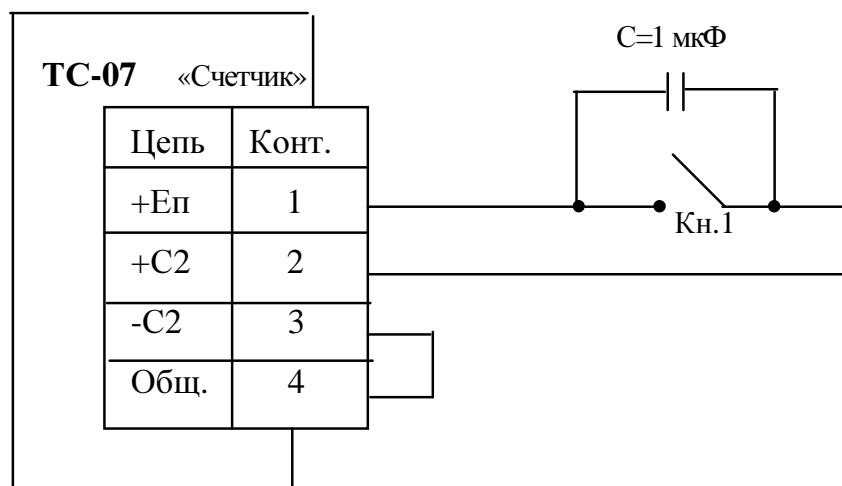 C=1 мкФ
ТС-07 «Счетчик»
Цепь Конт.
+Еп 1
Кн.1
+С2 2
-С2 3
Общ. 4